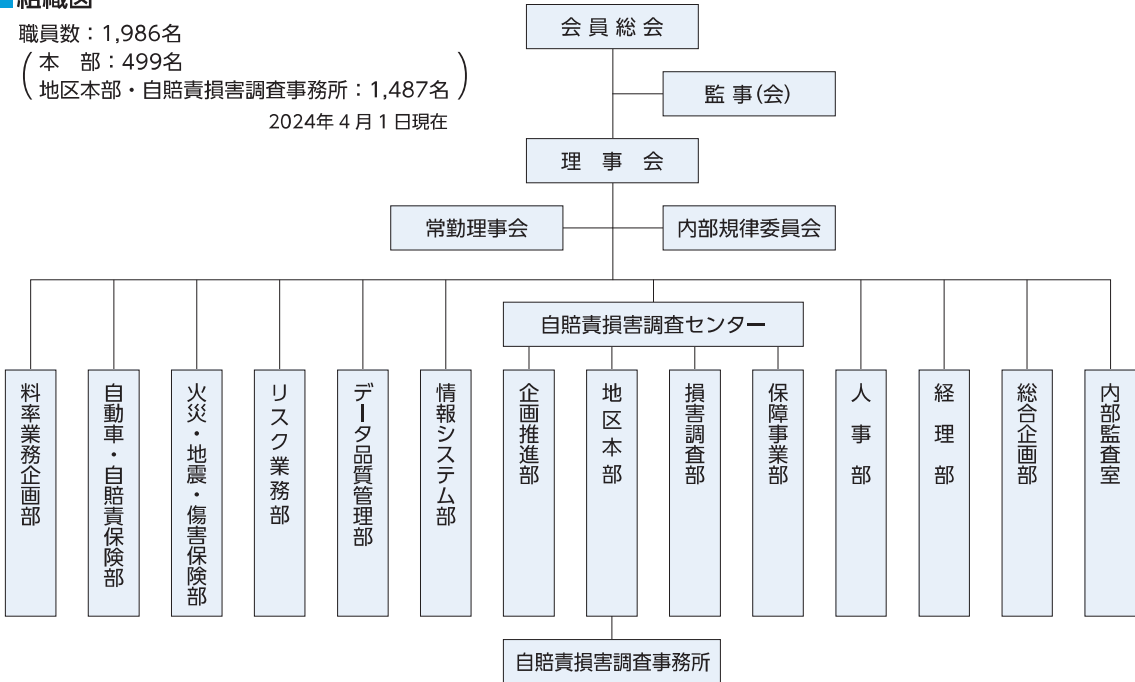 ■組織図
職員数：1,986名
本　部：499名
地区本部・自賠責損害調査事務所：1,487名
2024年4月1日現在
会員総会
監事(会)
理事会
常勤理事会
内部規律委員会
自賠責損害調査センター
料率業務企画部
自動車・自賠責保険部
火災・地震・傷害保険部
リスク業務部
データ品質管理部
情報システム部
企画推進部
地区本部
損害調査部
保障事業部
人事部
経理部
総合企画部
内部監査室
自賠責損害調査事務所